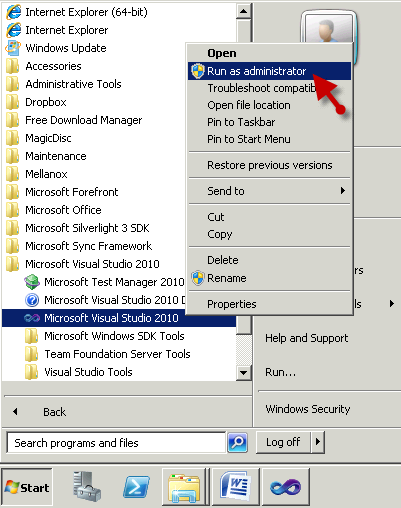 Internet Explorer (64-bit)
Internet Explorer
Windows Update
Accessories
Administrative Tools
Dropbox
Free Download Manager
MagicDisc
Maintenance
Mellanox
Microsoft Forefront
Microsoft Office
Microsoft Silverlight 3 SDK
Microsoft Sync Framework
Microsoft Visual Studio 2010
Microsoft Test Manager 2010
Microsoft Visual Studio 2010 D
Microsoft Visual Studio 2010
Microsoft Windows SDK Tools
Team Foundation Server Tools
Visual Studio Tools
Back
Search programs and files
Open
Run as administrator
Troubleshoot compatib
Open file location
Pin to Taskbar
Pin to Start Menu
Restore previous versions
Send to
Cut
Copy
Delete
Rename
Properties
rs
ls
Help and Support
Run...
Windows Security
Log off
Start